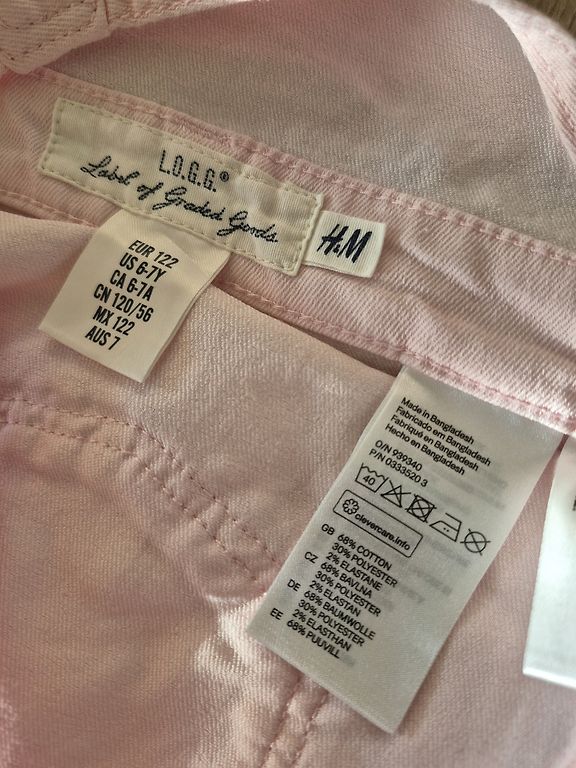 L.O.G.G.®
Label of Graded Goods
H&M
EUR 122
US 6-7Y
CA 6-7A
CN 120/56
MX 122
AUS 7
Made in Bangladesh
Fabricado em Bangladesh
Fabriqué en Bangladesh
Hecho en Bangladesh
O/N 939340
P/N 0333520 3
40
clevercare.info
GB 68% COTTON
30% POLYESTER
2% ELASTANE
CZ 68% BAVLNA
30% POLYESTER
2% ELASTAN
DE 68% BAUMWOLLE
30% POLYESTER
2% ELASTHAN
EE 68% PUUVILL